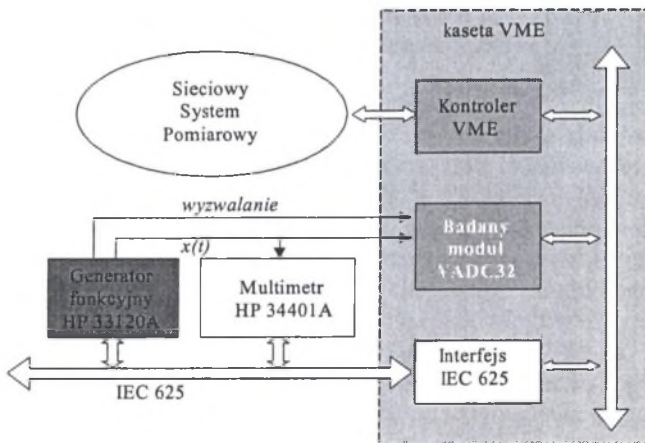 kaseta VME
Sieciowy
System
Pomiarowy
Kontroler
VME
wyzwalanie
x(t)
Badany
moduł
VADC32
Generator
funkcyjny
HP 33120A
Multimetr
HP 34401A
Interfejs
IEC 625
IEC 625